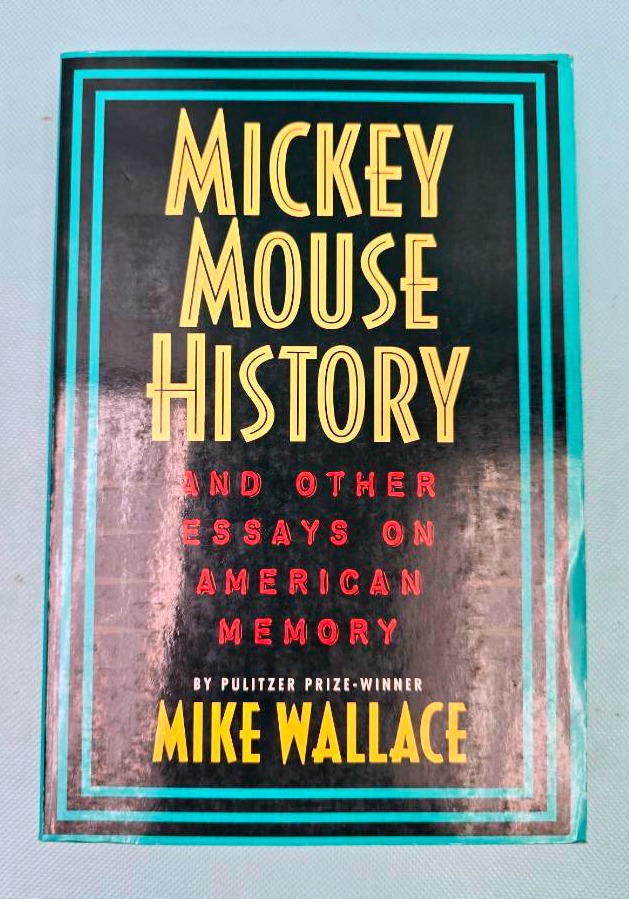 MICKEY
MOUSE
HISTORY
AND OTHER
ESSAYS ON
AMERICAN
MEMORY
BY PULITZER PRIZE-WINNER
MIKE WALLACE